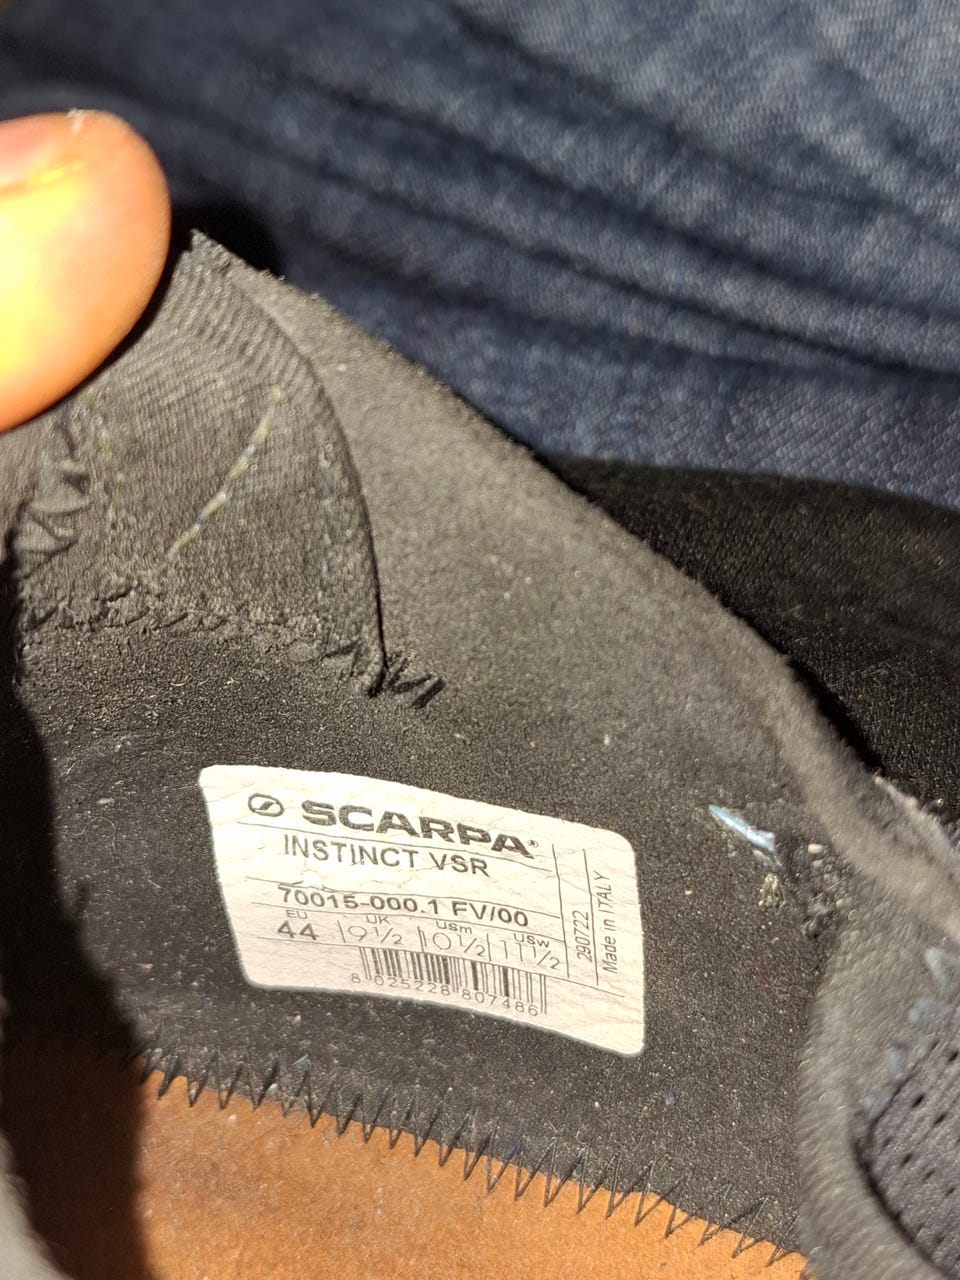 SCARPA®
INSTINCT VSR
70015-000.1 FV/00
EU UK USm USw
44 9½ 10½ 11½
8 025228 807486
290722
Made in ITALY